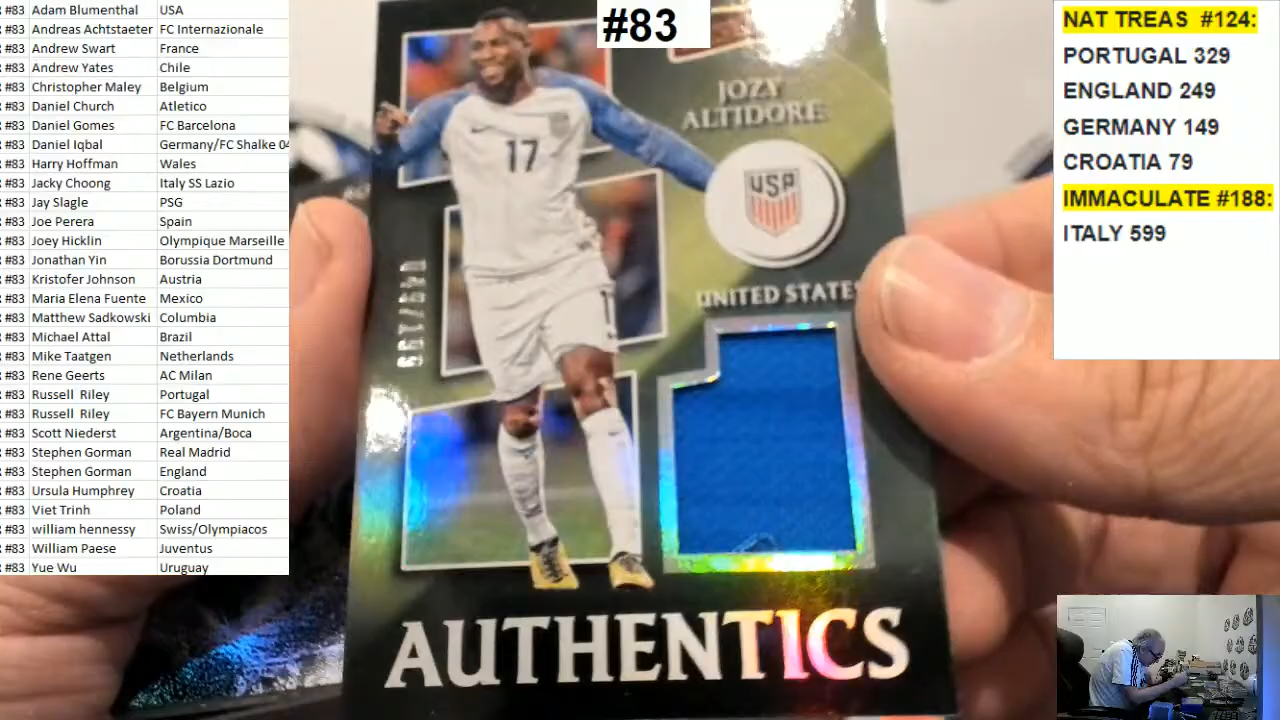 #83 Adam Blumenthal USA
#83 Andreas Achtstaeter FC Internazionale
#83 Andrew Swart France
#83 Andrew Yates Chile
#83 Christopher Maley Belgium
#83 Daniel Church Atletico
#83 Daniel Gomes FC Barcelona
#83 Daniel Iqbal Germany/FC Shalke 04
#83 Harry Hoffman Wales
#83 Jacky Choong Italy SS Lazio
#83 Jay Slagle PSG
#83 Joe Perera Spain
#83 Joey Hicklin Olympique Marseille
#83 Jonathan Yin Borussia Dortmund
#83 Kristofer Johnson Austria
#83 Maria Elena Fuente Mexico
#83 Matthew Sadkowski Columbia
#83 Michael Attal Brazil
#83 Mike Taatgen Netherlands
#83 Rene Geerts AC Milan
#83 Russell Riley Portugal
#83 Russell Riley FC Bayern Munich
#83 Scott Niederst Argentina/Boca
#83 Stephen Gorman Real Madrid
#83 Stephen Gorman England
#83 Ursula Humphrey Croatia
#83 Viet Trinh Poland
#83 william hennessy Swiss/Olympiacos
#83 William Paese Juventus
#83 Yue Wu Uruguay
#83
JOZY
ALTIDORE
17
USA
UNITED STATES
AUTHENTICS
NAT TREAS #124:
PORTUGAL 329
ENGLAND 249
GERMANY 149
CROATIA 79
IMMACULATE #188:
ITALY 599